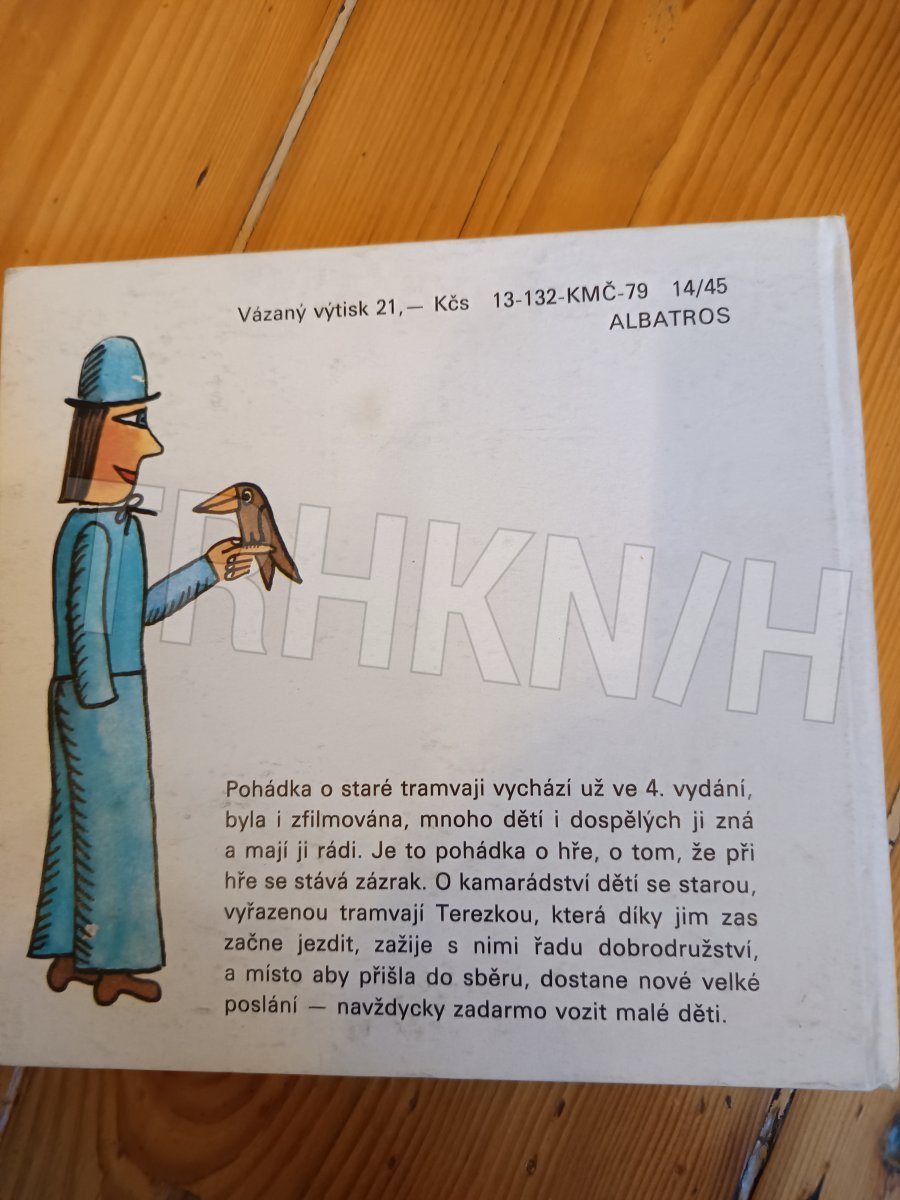 Vázaný výtisk 21,— Kčs 13-132-KMČ-79 14/45
ALBATROS
TRHKN/H
Pohádka o staré tramvaji vychází už ve 4. vydání,
byla i zfilmována, mnoho dětí i dospělých ji zná
a mají ji rádi. Je to pohádka o hře, o tom, že při
hře se stává zázrak. O kamarádství dětí se starou,
vyřazenou tramvají Terezkou, která díky jim zas
začne jezdit, zažije s nimi řadu dobrodružství,
a místo aby přišla do sběru, dostane nové velké
poslání — navždycky zadarmo vozit malé děti.